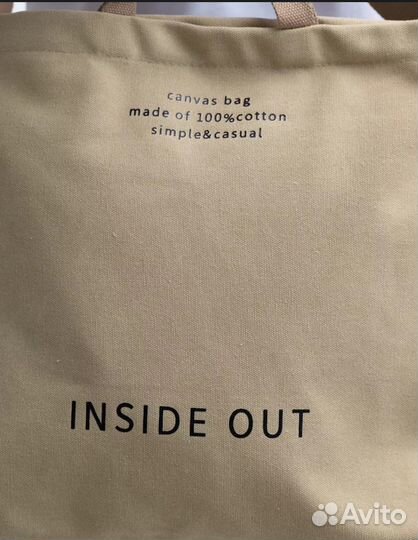 canvas bag
made of 100%cotton
simple&casual
INSIDE OUT
Avito